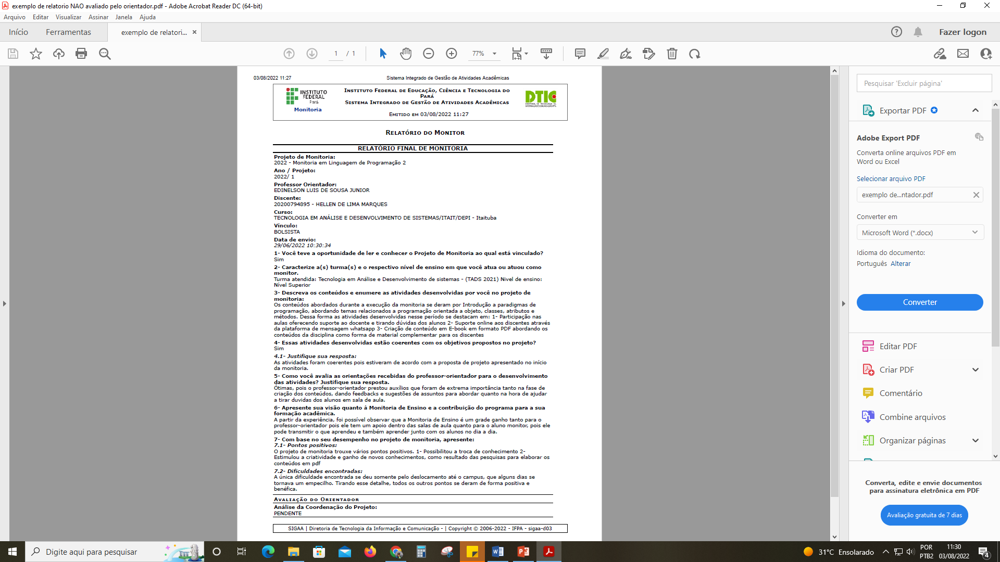 exemplo de relatorio NAO avaliado pelo orientador.pdf - Adobe Acrobat Reader DC (64-bit)
Arquivo Editar Visualizar Assinar Janela Ajuda
Início Ferramentas exemplo de relatori... × Fazer logon
1 / 1 77%
03/08/2022 11:27 Sistema Integrado de Gestão de Atividades Acadêmicas
INSTITUTO FEDERAL Pará
Monitoria
INSTITUTO FEDERAL DE EDUCAÇÃO, CIÊNCIA E TECNOLOGIA DO
PARÁ
SISTEMA INTEGRADO DE GESTÃO DE ATIVIDADES ACADÊMICAS
EMITIDO EM 03/08/2022 11:27
DTIC
RELATÓRIO DO MONITOR
RELATÓRIO FINAL DE MONITORIA
Projeto de Monitoria:
2022 - Monitoria em Linguagem de Programação 2
Ano / Projeto:
2022/ 1
Professor Orientador:
EDINELSON LUIS DE SOUSA JUNIOR
Discente:
20200794895 - HELLEN DE LIMA MARQUES
Curso:
TECNOLOGIA EM ANÁLISE E DESENVOLVIMENTO DE SISTEMAS/ITAIT/DEPI - Itaituba
Vínculo:
BOLSISTA
Data de envio:
29/06/2022 10:30:34
1- Você teve a oportunidade de ler e conhecer o Projeto de Monitoria ao qual está vinculado?
Sim
2- Caracterize a(s) turma(s) e o respectivo nível de ensino em que você atua ou atuou como
monitor.
Turma atendida: Tecnologia em Análise e Desenvolvimento de sistemas - (TADS 2021) Nivel de ensino:
Nível Superior
3- Descreva os conteúdos e enumere as atividades desenvolvidas por você no projeto de
monitoria:
Os conteúdos abordados durante a execução da monitoria se deram por Introdução a paradigmas de
programação, abordando temas relacionados a programação orientada a objeto, classes, atributos e
métodos. Dessa forma as atividades desenvolvidas nesse período se destacam em: 1- Participação nas
aulas oferecendo suporte ao docente e tirando dúvidas dos alunos 2- Suporte online aos discentes através
da plataforma de mensagem whatsapp 3- Criação de conteúdo em E-book em formato PDF abordando os
conteúdos da disciplina como forma de material complementar para os discentes
4- Essas atividades desenvolvidas estão coerentes com os objetivos propostos no projeto?
Sim
4.1- Justifique sua resposta:
As atividades foram coerentes pois estiveram de acordo com a proposta de projeto apresentado no início
da monitoria.
5- Como você avalia as orientações recebidas do professor-orientador para o desenvolvimento
das atividades? Justifique sua resposta.
Ótimas, pois o professor-orientador prestou auxílios que foram de extrema importância tanto na fase de
criação dos conteúdos, dando feedbacks e sugestões de assuntos para abordar quanto na hora de ajudar
a tirar duvidas dos alunos em sala de aula.
6- Apresente sua visão quanto à Monitoria de Ensino e a contribuição do programa para a sua
formação acadêmica.
A partir da experiência, foi possível observar que a Monitoria de Ensino é um grade ganho tanto para o
professor-orientador pois ele tem um apoio dentro das salas de aula quanto para o aluno monitor, pois ele
pode transmitir o que aprendeu e também aprender junto com os alunos no dia a dia.
7- Com base no seu desempenho no projeto de monitoria, apresente:
7.1- Pontos positivos:
O projeto de monitoria trouxe vários pontos positivos. 1- Possibilitou a troca de conhecimento 2-
Estimulou a criatividade e ganho de novos conhecimentos, como resultado das pesquisas para elaborar os
conteúdos em pdf
7.2- Dificuldades encontradas:
A única dificuldade encontrada se deu somente pelo deslocamento até o campus, que alguns dias se
tornava um empecilho. Tirando esse detalhe, todos os outros pontos se deram de forma positiva e
benéfica.
AVALIAÇÃO DO ORIENTADOR
Análise da Coordenação do Projeto:
PENDENTE
SIGAA | Diretoria de Tecnologia da Informação e Comunicação - | Copyright © 2006-2022 - IFPA - sigaa-d03
Pesquisar 'Excluir página'
Exportar PDF
Adobe Export PDF
Converta online arquivos PDF em
Word ou Excel
Selecionar arquivo PDF
exemplo de...ntador.pdf
Converter em
Microsoft Word (*.docx)
Idioma do documento:
Português Alterar
Converter
Editar PDF
Criar PDF
Comentário
Combine arquivos
Organizar páginas
Converta, edite e envie documentos
para assinatura eletrônica em PDF
Avaliação gratuita de 7 dias
Digite aqui para pesquisar
31°C Ensolarado
POR
PTB2
11:30
03/08/2022
4